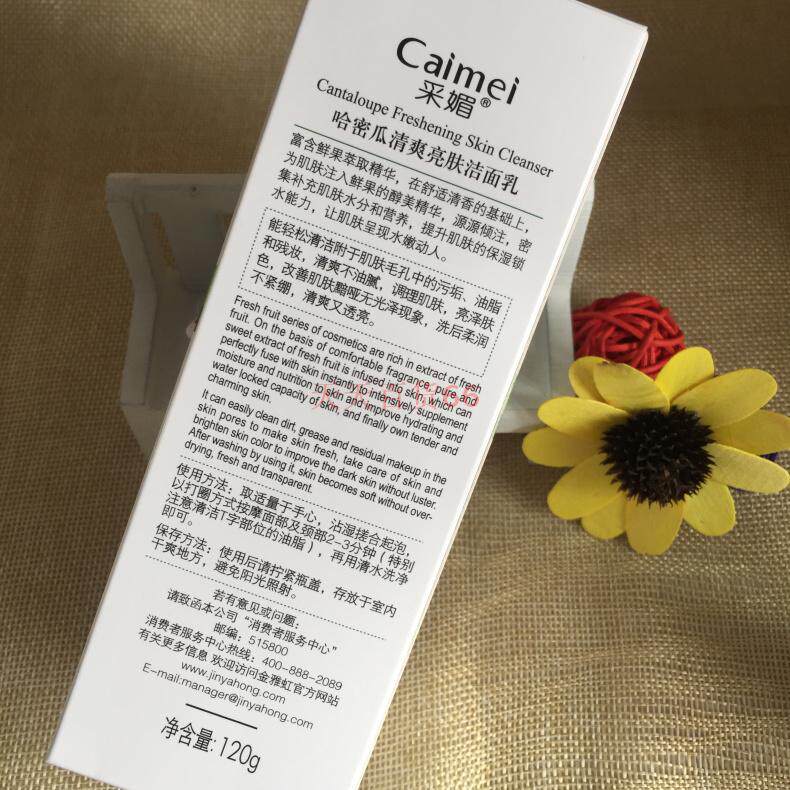 Caimei
采媚®
Cantaloupe Freshening Skin Cleanser
哈密瓜清爽亮肤洁面乳
富含鲜果萃取精华，在舒适清香的基础上，
为肌肤注入鲜果的醇美精华，源源倾注，密
集补充肌肤水分和营养，提升肌肤的保湿锁
水能力，让肌肤呈现水嫩动人。
能轻松清洁附于肌肤毛孔中的污垢、油脂
和残妆，清爽不油腻，调理肌肤，亮泽肤
色，改善肌肤黯哑无光泽现象，洗后柔润
不紧绷，清爽又透亮。
Fresh fruit series of cosmetics are rich in extract of fresh
fruit. On the basis of comfortable fragrance, pure and
sweet extract of fresh fruit is infused into skin, which can
perfectly fuse with skin instantly to intensively supplement
moisture and nutrition to skin and improve hydrating and
water locked capacity of skin, and finally own tender and
charming skin.
It can easily clean dirt, grease and residual makeup in the
skin pores to make skin fresh, take care of skin and
brighten skin color to improve the dark skin without luster.
After washing by using it, skin becomes soft without over-
drying, fresh and transparent.
使用方法：取适量于手心，沾湿搓合起泡，
以打圈方式按摩面部及颈部2-3分钟（特别
注意清洁T字部位的油脂），再用清水洗净
即可。
保存方法：使用后请拧紧瓶盖，存放于室内
干爽地方，避免阳光照射。
若有意见或问题：
请致函本公司“消费者服务中心”
邮编：515800
消费者服务中心热线：400-888-2089
有关更多信息 欢迎访问金雅虹官方网站
www.jinyahong.com
E-mail:manager@jinyahong.com
净含量:120g